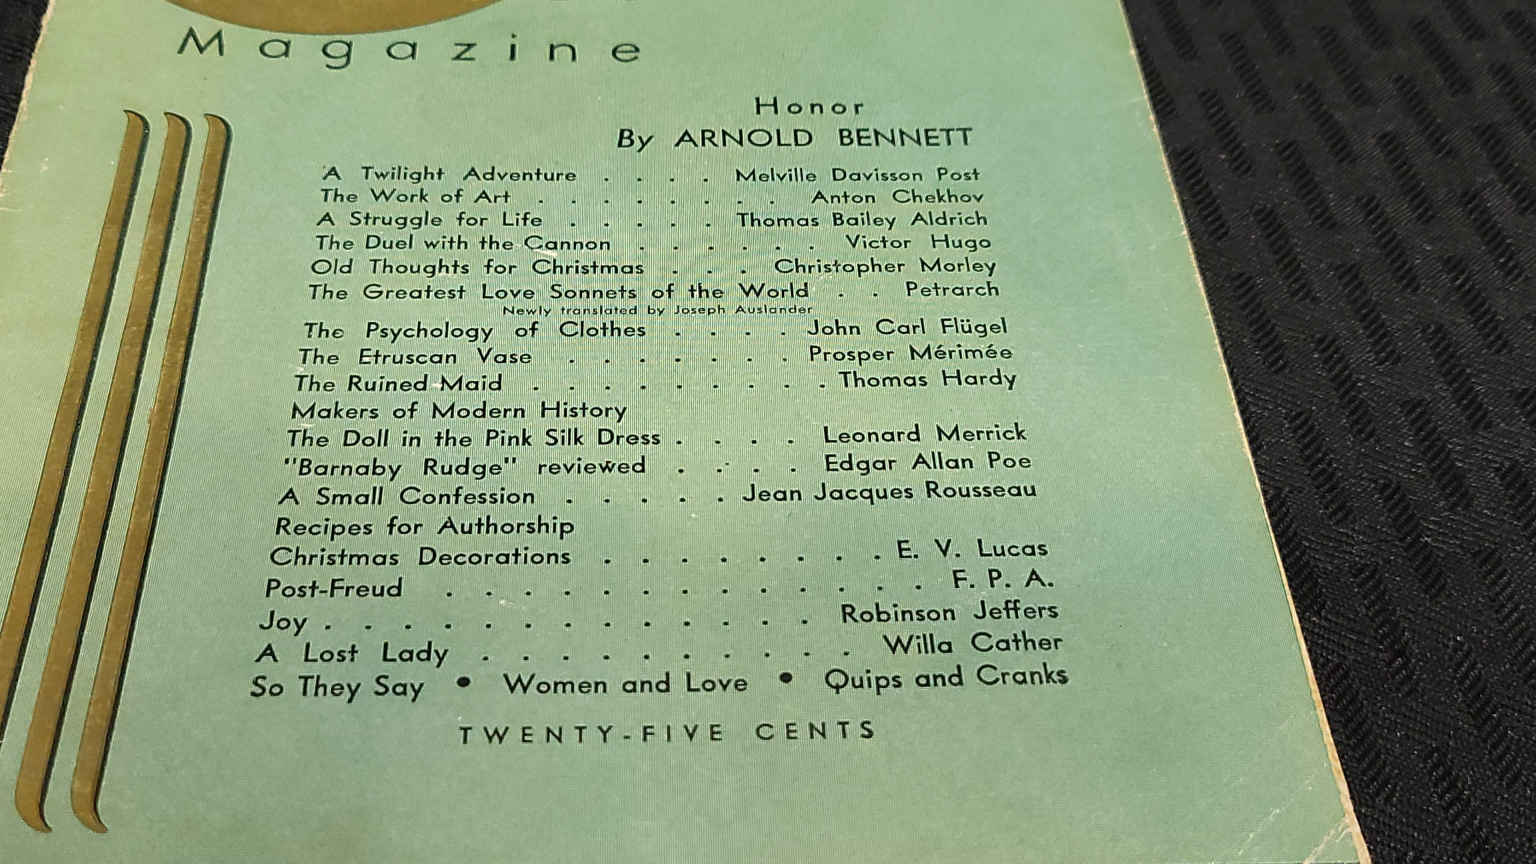 Magazine
Honor
By ARNOLD BENNETT
A Twilight Adventure . . . . Melville Davisson Post
The Work of Art . . . . . . . . Anton Chekhov
A Struggle for Life . . . . . Thomas Bailey Aldrich
The Duel with the Cannon . . . . . . Victor Hugo
Old Thoughts for Christmas . . . Christopher Morley
The Greatest Love Sonnets of the World . . Petrarch
Newly translated by Joseph Auslander
The Psychology of Clothes . . . . John Carl Flügel
The Etruscan Vase . . . . . . . Prosper Mérimée
The Ruined Maid . . . . . . . . . Thomas Hardy
Makers of Modern History
The Doll in the Pink Silk Dress . . . . Leonard Merrick
"Barnaby Rudge" reviewed . . . . Edgar Allan Poe
A Small Confession . . . . . Jean Jacques Rousseau
Recipes for Authorship
Christmas Decorations . . . . . . . . E. V. Lucas
Post-Freud . . . . . . . . . . . . . F. P. A.
Joy . . . . . . . . . . . . . Robinson Jeffers
A Lost Lady . . . . . . . . . . Willa Cather
So They Say • Women and Love • Quips and Cranks
TWENTY-FIVE CENTS